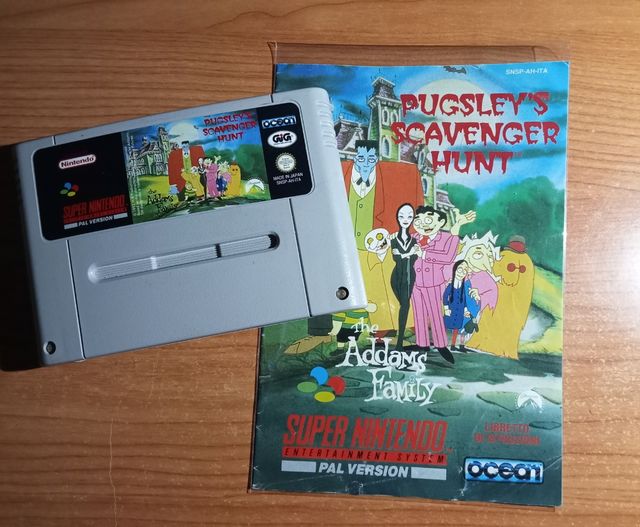 PUGSLEY'S
SCAVENGER
HUNT
ocean
Nintendo
GiG
MADE IN JAPAN
SNSP-AH-ITA
the
Addams
Family
SUPER NINTENDO
PAL VERSION
SNSP-AH-ITA
PUGSLEY'S
SCAVENGER
HUNT
The
Addams
Family
SUPER NINTENDO
ENTERTAINMENT SYSTEM
PAL VERSION
LIBRETTO
DI ISTRUZIONI
ocean